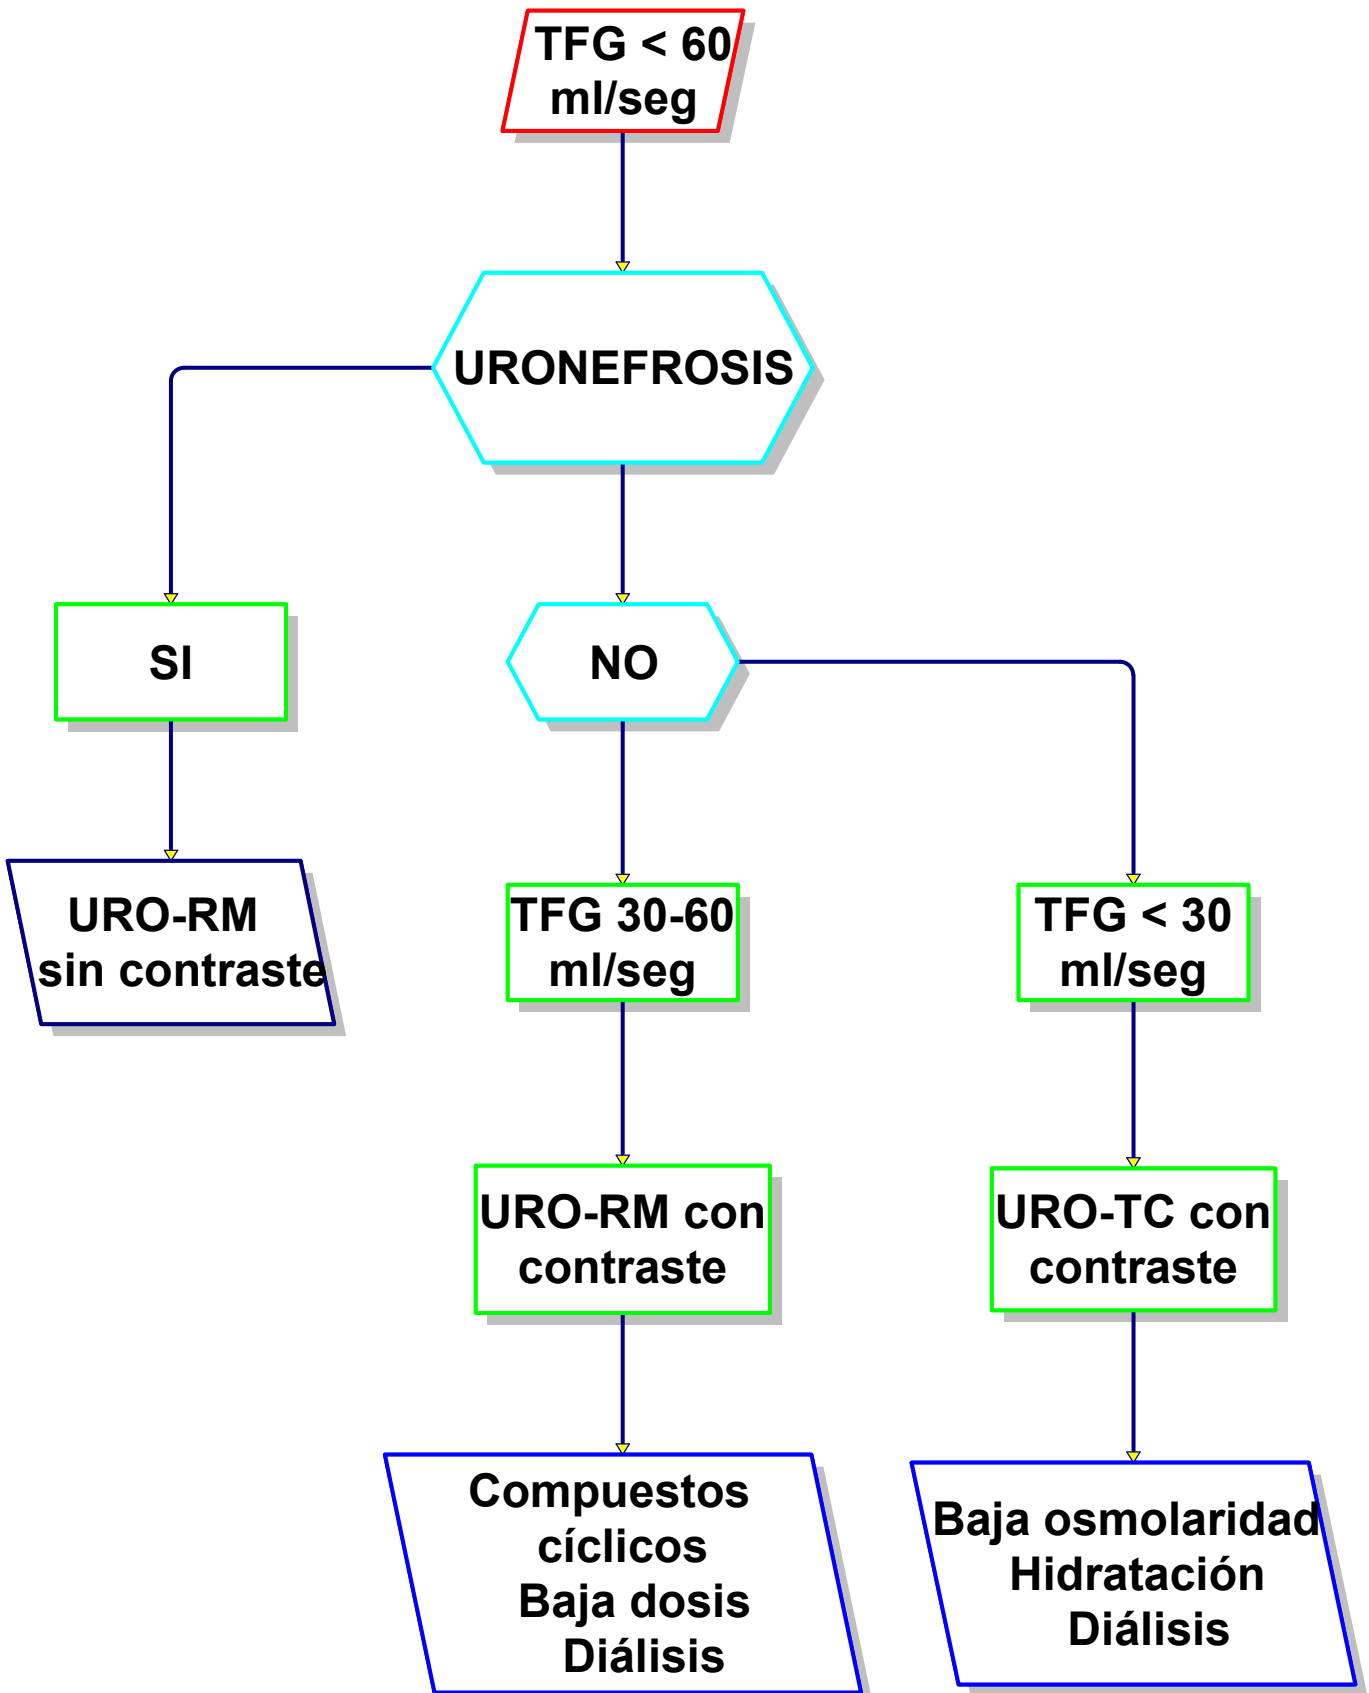 TFG < 60
ml/seg
URONEFROSIS
SI
NO
URO-RM
sin contraste
TFG 30-60
ml/seg
TFG < 30
ml/seg
URO-RM con
contraste
URO-TC con
contraste
Compuestos
cíclicos
Baja dosis
Diálisis
Baja osmolaridad
Hidratación
Diálisis